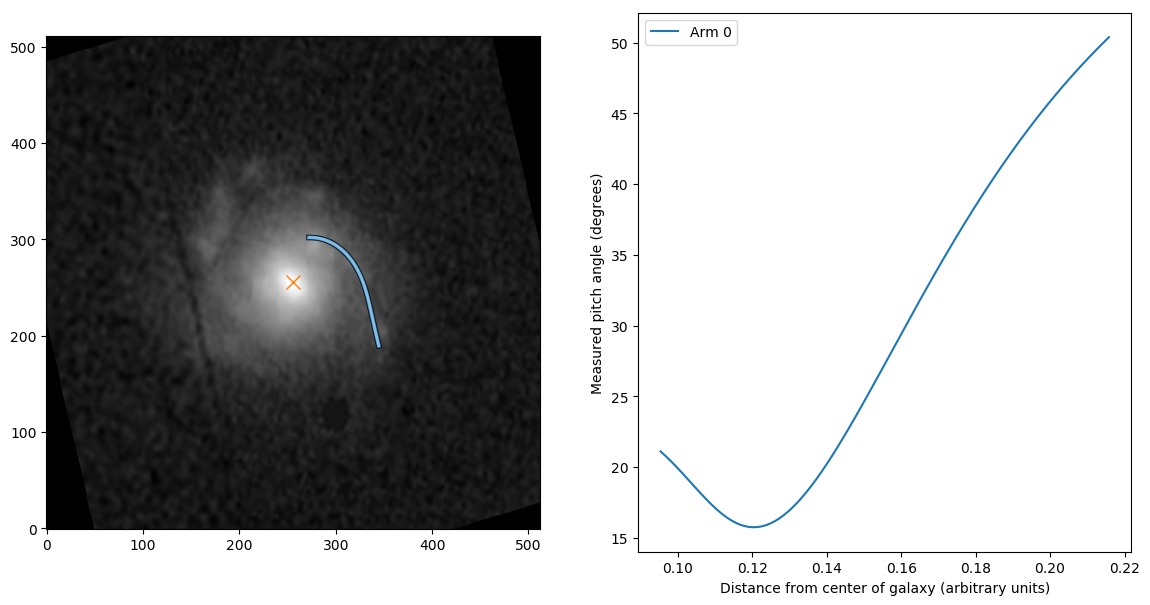 500
400
300
200
100
0
0 100 200 300 400 500
Arm 0
50
45
40
35
30
25
20
15
Measured pitch angle (degrees)
0.10 0.12 0.14 0.16 0.18 0.20 0.22
Distance from center of galaxy (arbitrary units)